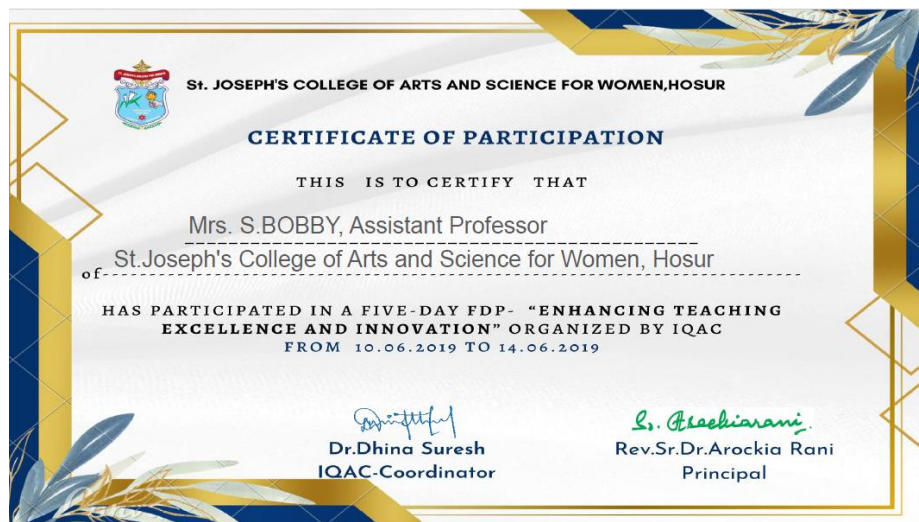 St. JOSEPH'S COLLEGE OF ARTS AND SCIENCE FOR WOMEN,HOSUR
CERTIFICATE OF PARTICIPATION
THIS IS TO CERTIFY THAT
Mrs. S.BOBBY, Assistant Professor
of St.Joseph's College of Arts and Science for Women, Hosur
HAS PARTICIPATED IN A FIVE-DAY FDP- "ENHANCING TEACHING
EXCELLENCE AND INNOVATION" ORGANIZED BY IQAC
FROM 10.06.2019 TO 14.06.2019
Dr.Dhina Suresh
IQAC-Coordinator
Rev.Sr.Dr.Arockia Rani
Principal